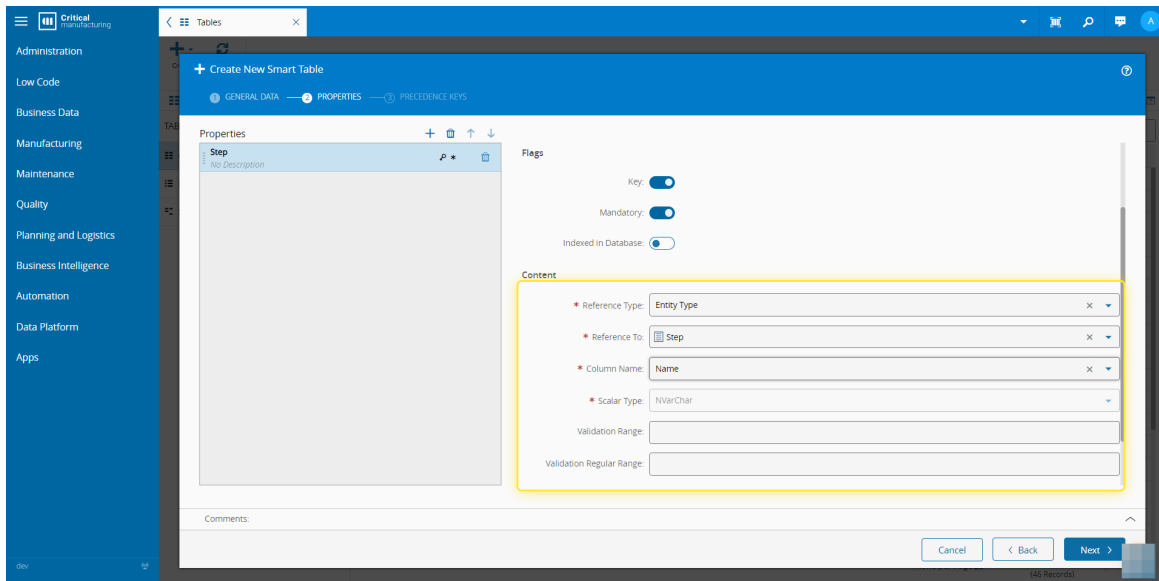 Critical
manufacturing
Tables
A
Administration
Low Code
Business Data
Manufacturing
Maintenance
Quality
Planning and Logistics
Business Intelligence
Automation
Data Platform
Apps
dev
Create New Smart Table
1 GENERAL DATA 2 PROPERTIES 3 PRECEDENCE KEYS
Properties
Step
No Description
Flags
Key:
Mandatory:
Indexed in Database:
Content
* Reference Type: Entity Type
* Reference To: Step
* Column Name: Name
* Scalar Type: NVarChar
Validation Range:
Validation Regular Range:
Comments:
Cancel
< Back
Next >
(46 Records)